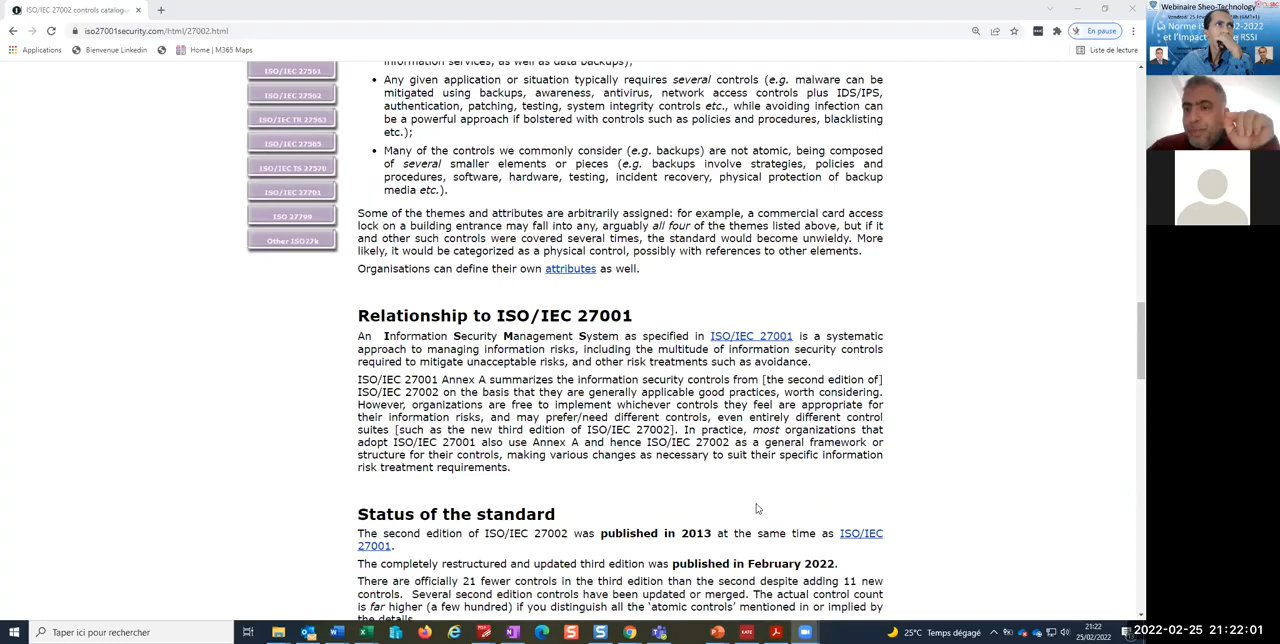 ISO/IEC 27002 controls catalog
iso27001security.com/html/27002.html
En pause
Applications
Bienvenue Linkedin
Home | M365 Maps
Liste de lecture
ISO/IEC 27561
ISO/IEC 27562
ISO/IEC TR 27563
ISO/IEC 27565
ISO/IEC TS 27570
ISO/IEC 27701
ISO 27799
Other ISO27k
information services, as well as data backups);
• Any given application or situation typically requires several controls (e.g. malware can
be mitigated using backups, awareness, antivirus, network access controls plus IDS/IPS,
authentication, patching, testing, system integrity controls etc., while avoiding infection can
be a powerful approach if bolstered with controls such as policies and procedures, blacklisting
etc.);
• Many of the controls we commonly consider (e.g. backups) are not atomic, being composed
of several smaller elements or pieces (e.g. backups involve strategies, policies and
procedures, software, hardware, testing, incident recovery, physical protection of backup
media etc.).
Some of the themes and attributes are arbitrarily assigned: for example, a commercial card access
lock on a building entrance may fall into any, arguably all four of the themes listed above, but if it
and other such controls were covered several times, the standard would become unwieldy. More
likely, it would be categorized as a physical control, possibly with references to other elements.
Organisations can define their own attributes as well.
Relationship to ISO/IEC 27001
An Information Security Management System as specified in ISO/IEC 27001 is a systematic
approach to managing information risks, including the multitude of information security controls
required to mitigate unacceptable risks, and other risk treatments such as avoidance.
ISO/IEC 27001 Annex A summarizes the information security controls from [the second edition of]
ISO/IEC 27002 on the basis that they are generally applicable good practices, worth considering.
However, organizations are free to implement whichever controls they feel are appropriate for
their information risks, and may prefer/need different controls, even entirely different control
suites [such as the new third edition of ISO/IEC 27002]. In practice, most organizations that
adopt ISO/IEC 27001 also use Annex A and hence ISO/IEC 27002 as a general framework or
structure for their controls, making various changes as necessary to suit their specific information
risk treatment requirements.
Status of the standard
The second edition of ISO/IEC 27002 was published in 2013 at the same time as ISO/IEC
27001.
The completely restructured and updated third edition was published in February 2022.
There are officially 21 fewer controls in the third edition than the second despite adding 11 new
controls. Several second edition controls have been updated or merged. The actual control count
is far higher (a few hundred) if you distinguish all the 'atomic controls' mentioned in or implied by
the details.
Webinaire Sheo-Technology
La Norme
et l'Impact
RSSI
Taper ici pour rechercher
25°C Temps dégagé
21:22
25/02/2022
2022-02-25 21:22:01